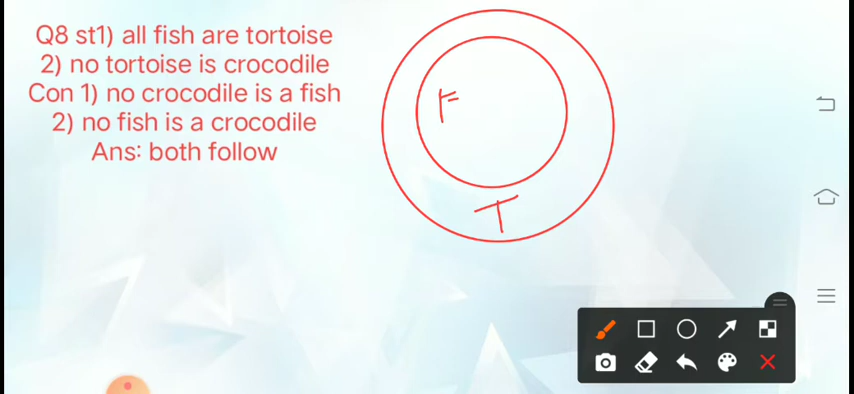 Q8 st1) all fish are tortoise
2) no tortoise is crocodile
Con 1) no crocodile is a fish
2) no fish is a crocodile
Ans: both follow
F
T